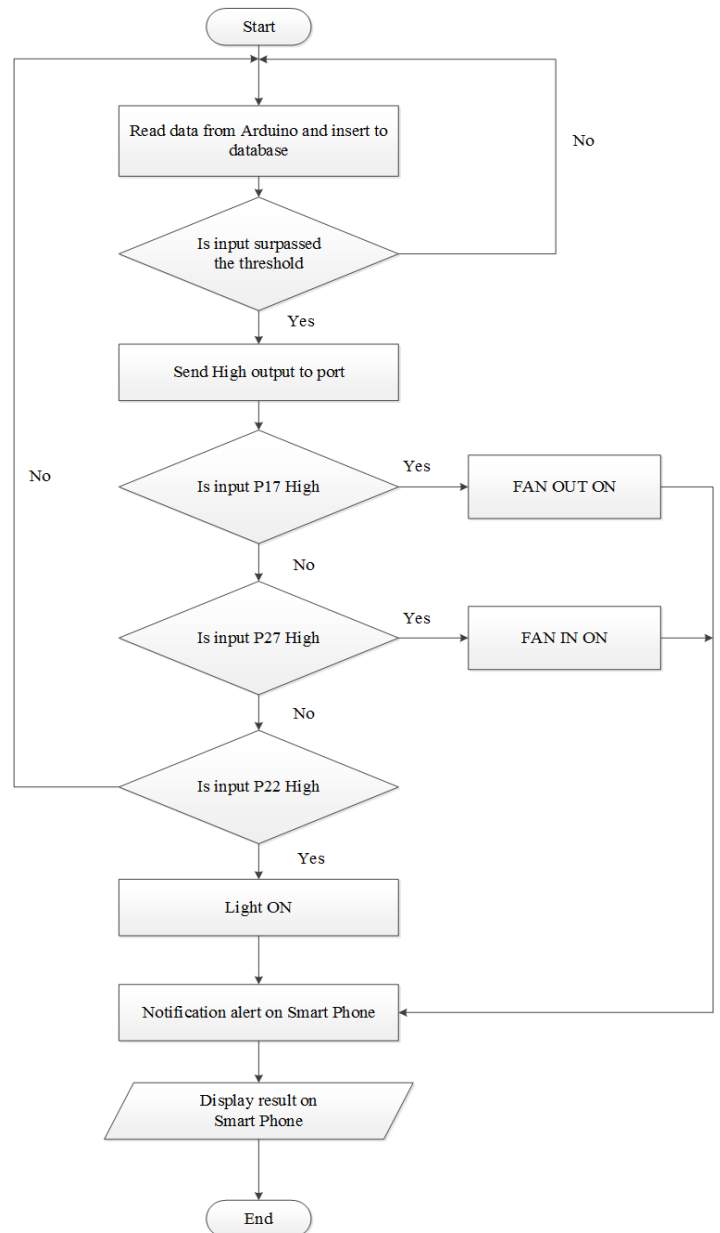 Start
Read data from Arduino and insert to
database
No
Is input surpassed
the threshold
Yes
Send High output to port
No
Is input P17 High
Yes
FAN OUT ON
No
Is input P27 High
Yes
FAN IN ON
No
Is input P22 High
Yes
Light ON
Notification alert on Smart Phone
Display result on
Smart Phone
End